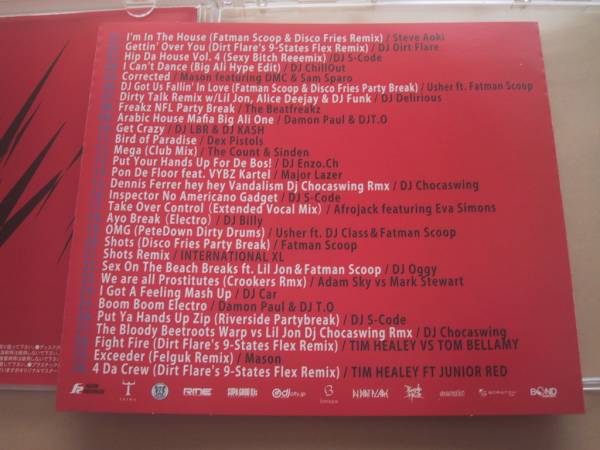 I'm In The House (Fatman Scoop & Disco Fries Remix) / Steve Aoki
Gettin' Over You (Dirt Flare's 9-States Flex Remix) / DJ Dirt Flare
Hip Da House Vol. 4 (Sexy Bitch Reeemix) / DJ S-Code
I Can't Dance (Big Ali Hype Edit) / DJ ChillOut
Corrected / Mason featuring DMC & Sam Sparo
DJ Got Us Fallin' In Love (Fatman Scoop & Disco Fries Party Break) / Usher ft. Fatman Scoop
Dirty Talk Remix w/Lil Jon, Alice Deejay & DJ Funk / DJ Delirious
Freakz NFL Party Break / The Beatfreakz
Arabic House Mafia Big Ali One / Damon Paul & DJT.O
Get Crazy / DJ LBR & DJ KASH
Bird of Paradise / Dex Pistols
Mega (Club Mix) / The Count & Sinden
Put Your Hands Up For De Bos! / DJ Enzo.Ch
Pon De Floor feat. VYBZ Kartel / Major Lazer
Dennis Ferrer hey hey Vandalism Dj Chocaswing Rmx / DJ Chocaswing
Inspector No Americano Gadget / DJ S-Code
Take Over Control (Extended Vocal Mix) / Afrojack featuring Eva Simons
Ayo Break (Electro) / DJ Billy
OMG (PeteDown Dirty Drums) / Usher ft. DJ Class & Fatman Scoop
Shots (Disco Fries Party Break) / Fatman Scoop
Shots Remix / INTERNATIONAL XL
Sex On The Beach Breaks ft. Lil Jon & Fatman Scoop / DJ Oggy
We are all Prostitutes (Crookers Rmx) / Adam Sky vs Mark Stewart
I Got A Feeling Mash Up / DJ Car
Boom Boom Electro / Damon Paul & DJ T.O
Put Ya Hands Up Zip (Riverside Partybreak) / DJ S-Code
The Bloody Beetroots Warp vs Lil Jon Dj Chocaswing Rmx / DJ Chocaswing
Fight Fire (Dirt Flare's 9-States Flex Remix) / TIM HEALEY VS TOM BELLAMY
Exceeder (Felguk Remix) / Mason
4 Da Crew (Dirt Flare's 9-States Flex Remix) / TIM HEALEY FT JUNIOR RED